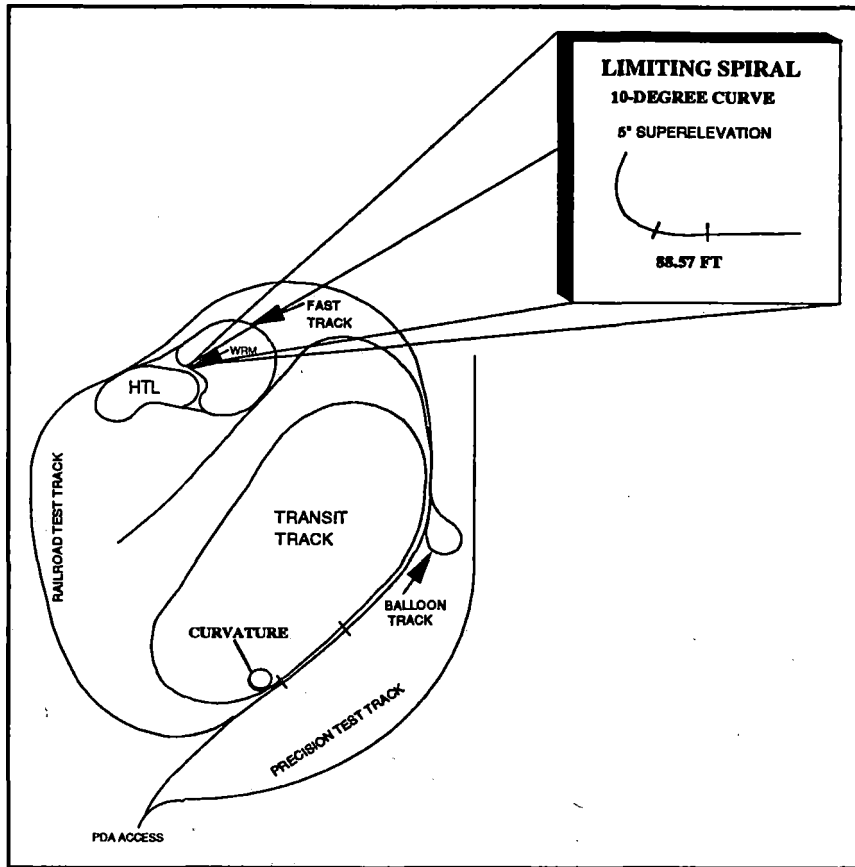 LIMITING SPIRAL
10-DEGREE CURVE
5" SUPERELEVATION
88.57 FT
FAST
TRACK
WRM
HTL
RAILROAD TEST TRACK
TRANSIT
TRACK
BALLOON
TRACK
CURVATURE
PRECISION TEST TRACK
PDA ACCESS